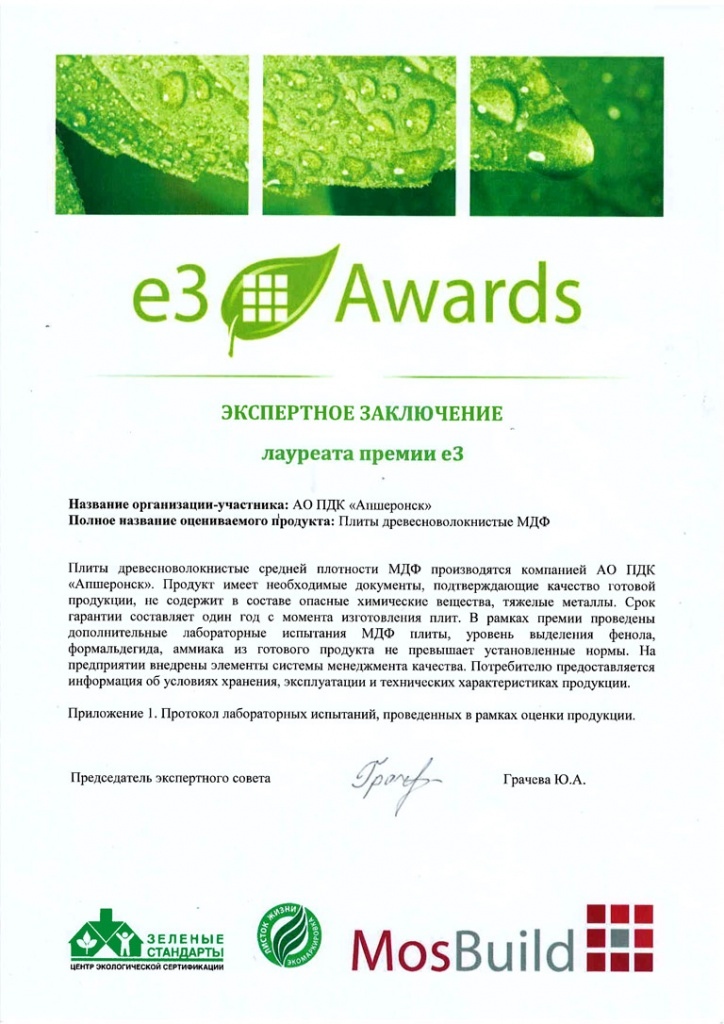 e3 Awards
ЭКСПЕРТНОЕ ЗАКЛЮЧЕНИЕ
лауреата премии е3
Название организации-участника: АО ПДК «Апшеронск»
Полное название оцениваемого продукта: Плиты древесноволокнистые МДФ
Плиты древесноволокнистые средней плотности МДФ производятся компанией АО ПДК
«Апшеронск». Продукт имеет необходимые документы, подтверждающие качество готовой
продукции, не содержит в составе опасные химические вещества, тяжелые металлы. Срок
гарантии составляет один год с момента изготовления плит. В рамках премии проведены
дополнительные лабораторные испытания МДФ плиты, уровень выделения фенола,
формальдегида, аммиака из готового продукта не превышает установленные нормы. На
предприятии внедрены элементы системы менеджмента качества. Потребителю предоставляется
информация об условиях хранения, эксплуатации и технических характеристиках продукции.
Приложение 1. Протокол лабораторных испытаний, проведенных в рамках оценки продукции.
Председатель экспертного совета Грачева Ю.А.
ЗЕЛЕНЫЕ
СТАНДАРТЫ
ЦЕНТР ЭКОЛОГИЧЕСКОЙ СЕРТИФИКАЦИИ
ЛИСТОК ЖИЗНИ
ЭКОМАРКИРОВКА
MosBuild